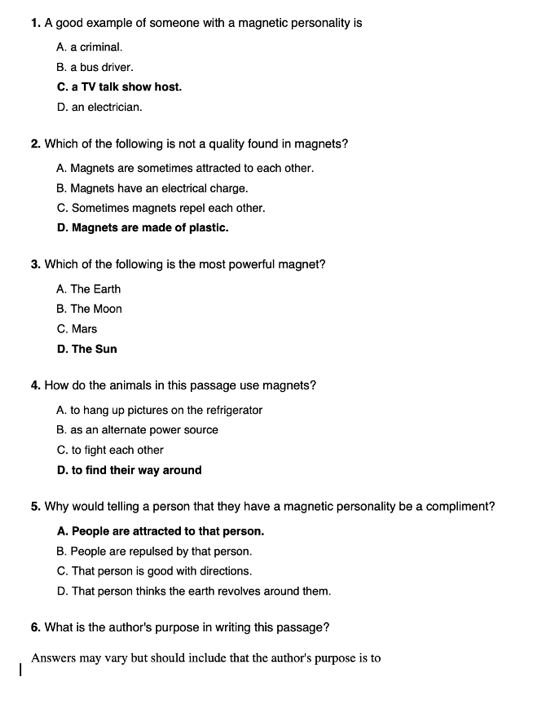 1. A good example of someone with a magnetic personality is
A. a criminal.
B. a bus driver.
C. a TV talk show host.
D. an electrician.
2. Which of the following is not a quality found in magnets?
A. Magnets are sometimes attracted to each other.
B. Magnets have an electrical charge.
C. Sometimes magnets repel each other.
D. Magnets are made of plastic.
3. Which of the following is the most powerful magnet?
A. The Earth
B. The Moon
C. Mars
D. The Sun
4. How do the animals in this passage use magnets?
A. to hang up pictures on the refrigerator
B. as an alternate power source
C. to fight each other
D. to find their way around
5. Why would telling a person that they have a magnetic personality be a compliment?
A. People are attracted to that person.
B. People are repulsed by that person.
C. That person is good with directions.
D. That person thinks the earth revolves around them.
6. What is the author's purpose in writing this passage?
Answers may vary but should include that the author's purpose is to